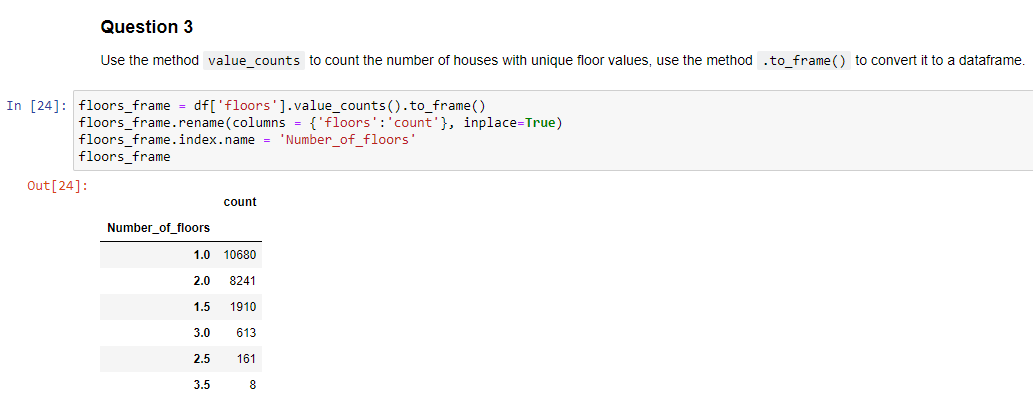 Question 3
Use the method value_counts to count the number of houses with unique floor values, use the method .to_frame() to convert it to a dataframe.
In [24]: floors_frame = df['floors'].value_counts().to_frame()
floors_frame.rename(columns = {'floors':'count'}, inplace=True)
floors_frame.index.name = 'Number_of_floors'
floors_frame
Out[24]:
count
Number_of_floors
1.0 10680
2.0 8241
1.5 1910
3.0 613
2.5 161
3.5 8